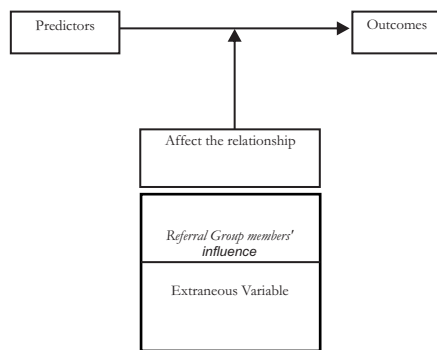 Predictors
Outcomes
Affect the relationship
Referral Group members'
influence
Extraneous Variable